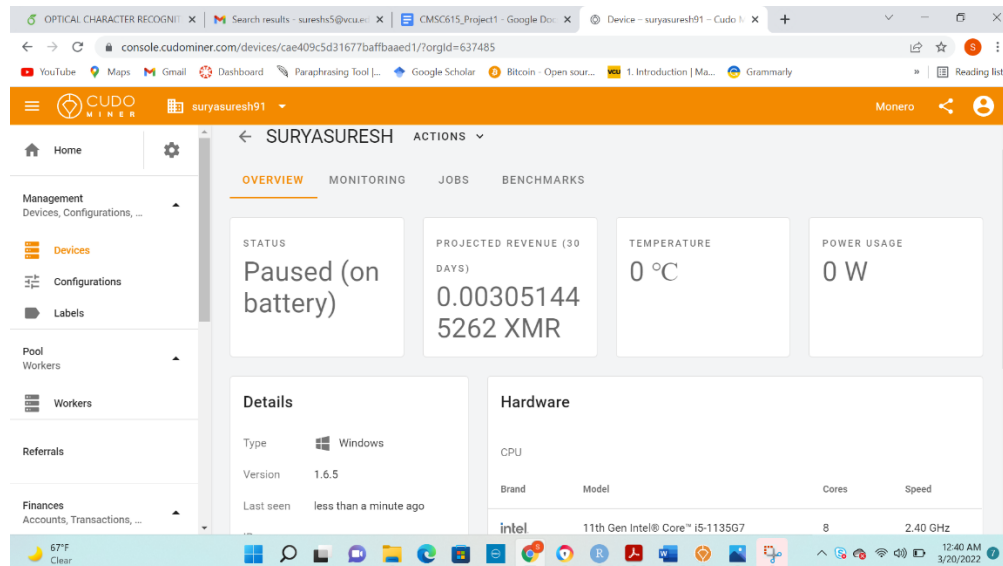 OPTICAL CHARACTER RECOGNIT
Search results - sureshs5@vcu.ed
CMSC615_Project1 - Google Doc
Device – suryasuresh91 – Cudo M
console.cudominer.com/devices/cae409c5d31677baffbaaed1/?orgId=637485
S
YouTube
Maps
Gmail
Dashboard
Paraphrasing Tool |...
Google Scholar
Bitcoin - Open sour...
VCU
1. Introduction | Ma...
Grammarly
»
Reading list
CUDO
MINER
suryasuresh91
Monero
Home
Management
Devices, Configurations, ...
Devices
Configurations
Labels
Pool
Workers
Workers
Referrals
Finances
Accounts, Transactions, ...
SURYASURESH ACTIONS
OVERVIEW MONITORING JOBS BENCHMARKS
STATUS
Paused (on
battery)
PROJECTED REVENUE (30
DAYS)
0.00305144
5262 XMR
TEMPERATURE
0 °C
POWER USAGE
0 W
Details
Type Windows
Version 1.6.5
Last seen less than a minute ago
Hardware
CPU
Brand Model Cores Speed
intel 11th Gen Intel® Core™ i5-1135G7 8 2.40 GHz
67°F
Clear
12:40 AM
3/20/2022